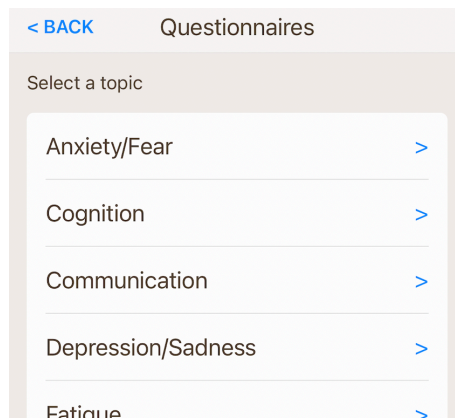 < BACK Questionnaires
Select a topic
Anxiety/Fear >
Cognition >
Communication >
Depression/Sadness >
Fatigue >